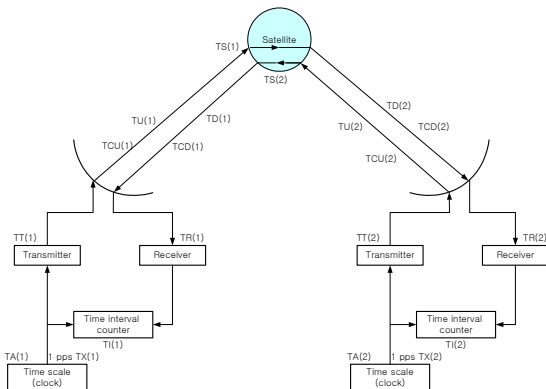 TS(1)
Satellite
TS(2)
TU(1)
TD(1)
TD(2)
TU(2)
TCU(1)
TCD(1)
TCD(2)
TCU(2)
TT(1)
TR(1)
TT(2)
TR(2)
Transmitter
Receiver
Transmitter
Receiver
Time interval
counter
Time interval
counter
TI(1)
TI(2)
TA(1)
1 pps TX(1)
TA(2)
1 pps TX(2)
Time scale
(clock)
Time scale
(clock)